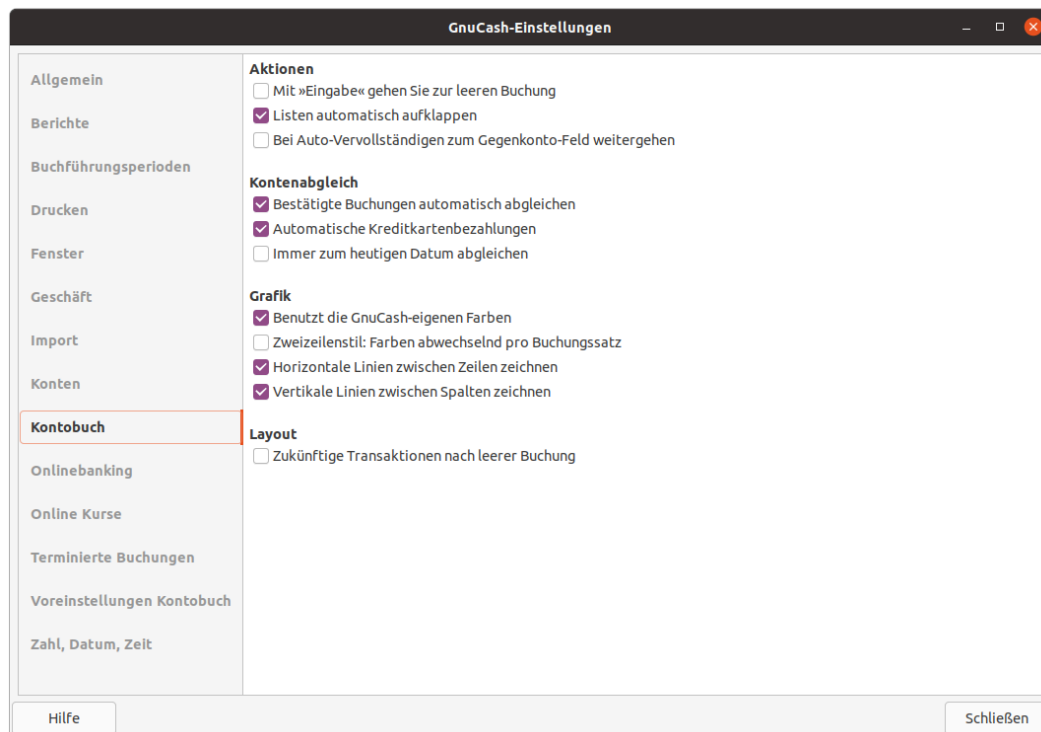 GnuCash-Einstellungen
Allgemein
Berichte
Buchführungsperioden
Drucken
Fenster
Geschäft
Import
Konten
Kontobuch
Onlinebanking
Online Kurse
Terminierte Buchungen
Voreinstellungen Kontobuch
Zahl, Datum, Zeit
Aktionen
Mit »Eingabe« gehen Sie zur leeren Buchung
Listen automatisch aufklappen
Bei Auto-Vervollständigen zum Gegenkonto-Feld weitergehen
Kontenabgleich
Bestätigte Buchungen automatisch abgleichen
Automatische Kreditkartenbezahlungen
Immer zum heutigen Datum abgleichen
Grafik
Benutzt die GnuCash-eigenen Farben
Zweizeilenstil: Farben abwechselnd pro Buchungssatz
Horizontale Linien zwischen Zeilen zeichnen
Vertikale Linien zwischen Spalten zeichnen
Layout
Zukünftige Transaktionen nach leerer Buchung
Hilfe
Schließen